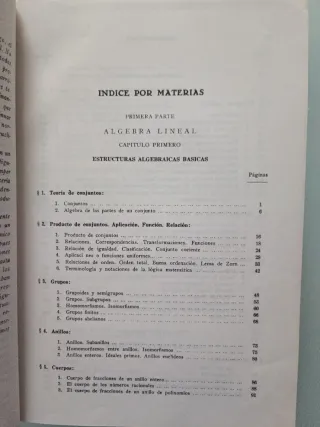 INDICE POR MATERIAS
PRIMERA PARTE
ALGEBRA LINEAL
CAPITULO PRIMERO
ESTRUCTURAS ALGEBRAICAS BASICAS
Páginas
§ 1. Teoría de conjuntos:
1. Conjuntos 1
2. Algebra de las partes de un conjunto 6
§ 2. Producto de conjuntos. Aplicación. Función. Relación:
1. Producto de conjuntos 10
2. Relaciones. Correspondencias. Transformaciones. Funciones
3. Relación de igualdad. Clasificación. Conjunto cociente 24
4. Aplicaciones o funciones uniformes
5. Relaciones de orden. Orden total. Buena ordenación. Lema de Zorn
6. Terminología y notaciones de la lógica matemática 42
§ 3. Grupos:
1. Grupoides y semigrupos 48
2. Grupos. Subgrupos
3. Homomorfismos. Isomorfismos
4. Grupos finitos
5. Grupos abelianos
§ 4. Anillos:
1. Anillos. Subanillos
2. Homomorfismos entre anillos. Isomorfismos
3. Anillos enteros. Ideales primos. Anillos euclídeos
§ 5. Cuerpos:
1. Cuerpo de fracciones de un anillo entero
2. El cuerpo de los números racionales
3. El cuerpo de fracciones de un anillo de polinomios